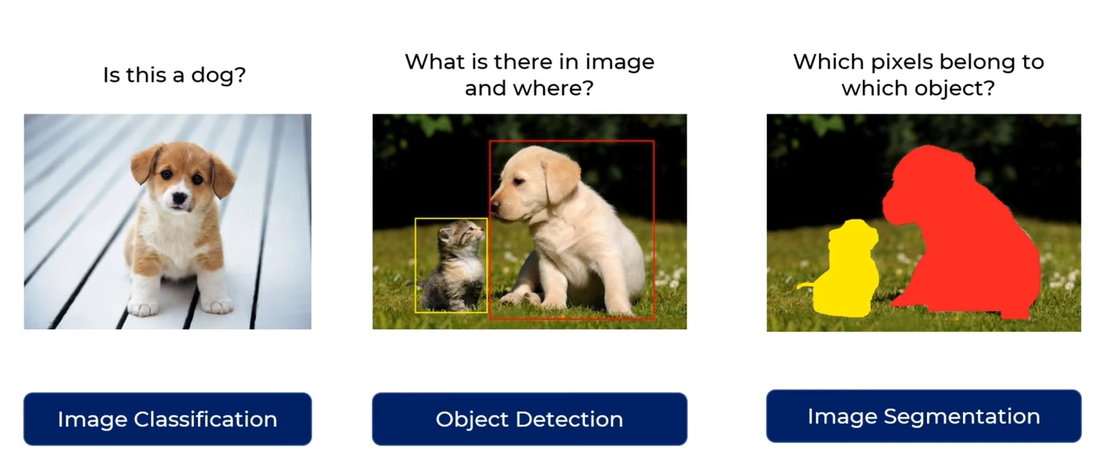 Is this a dog?
What is there in image
and where?
Which pixels belong to
which object?
Image Classification
Object Detection
Image Segmentation